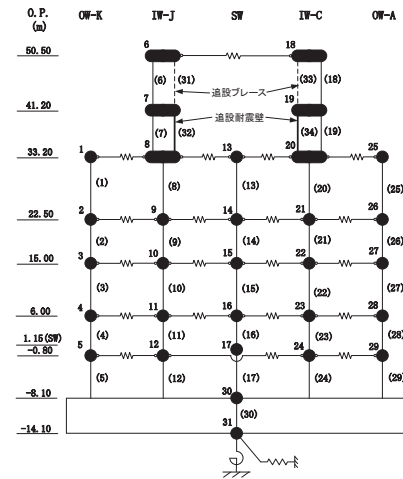 O.P. OW-K IW-J SW IW-C OW-A
(m)
6 18
50.50
(6) (31) (33) (18)
追設ブレース
7 19
41.20
追設耐震壁
(7) (32) (34) (19)
1 8 13 20 25
33.20
(1) (8) (13) (20) (25)
2 9 14 21 26
22.50
(2) (9) (14) (21) (26)
3 10 15 22 27
15.00
(3) (10) (15) (22) (27)
4 11 16 23 28
6.00
1.15(SW) (4) (11) (16) (23) (28)
5 12 17 24 29
-0.80
(5) (12) (17) (24) (29)
-8.10 30
(30)
31
-14.10